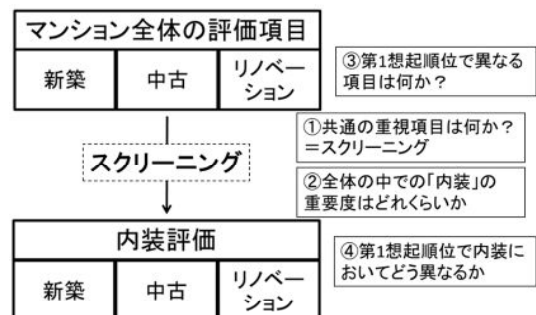 マンション全体の評価項目
新築
中古
リノベー
ション
③第1想起順位で異なる
項目は何か？
①共通の重視項目は何か？
＝スクリーニング
スクリーニング
②全体の中での「内装」の
重要度はどれくらいか
内装評価
新築
中古
リノベー
ション
④第1想起順位で内装に
おいてどう異なるか